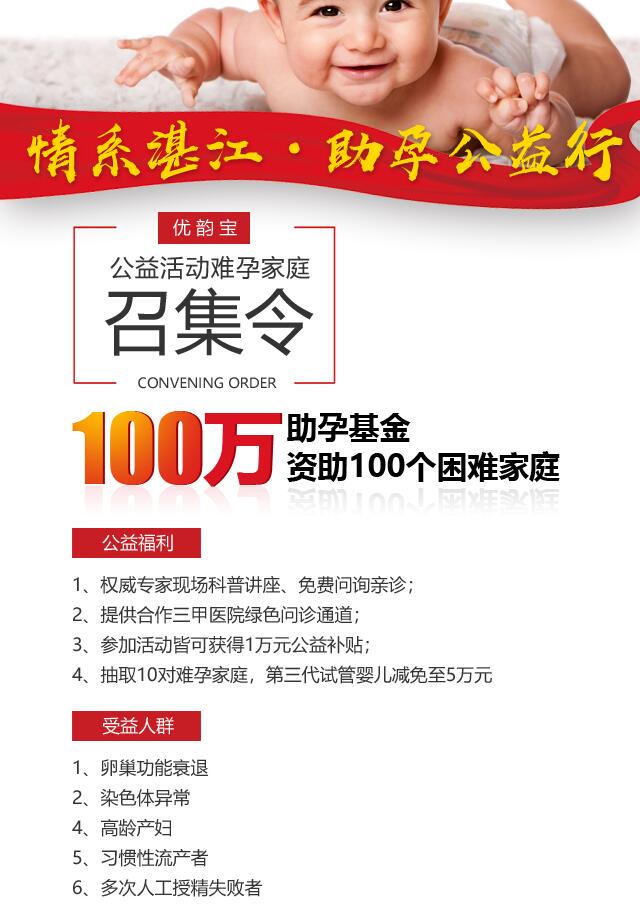 情系湛江·助孕公益行
优韵宝
公益活动难孕家庭
召集令
CONVENING ORDER
100万
助孕基金
资助100个困难家庭
公益福利
1、权威专家现场科普讲座、免费问询亲诊；
2、提供合作三甲医院绿色问诊通道；
3、参加活动皆可获得1万元公益补贴；
4、抽取10对难孕家庭，第三代试管婴儿减免至5万元
受益人群
1、卵巢功能衰退
2、染色体异常
4、高龄产妇
5、习惯性流产者
6、多次人工授精失败者